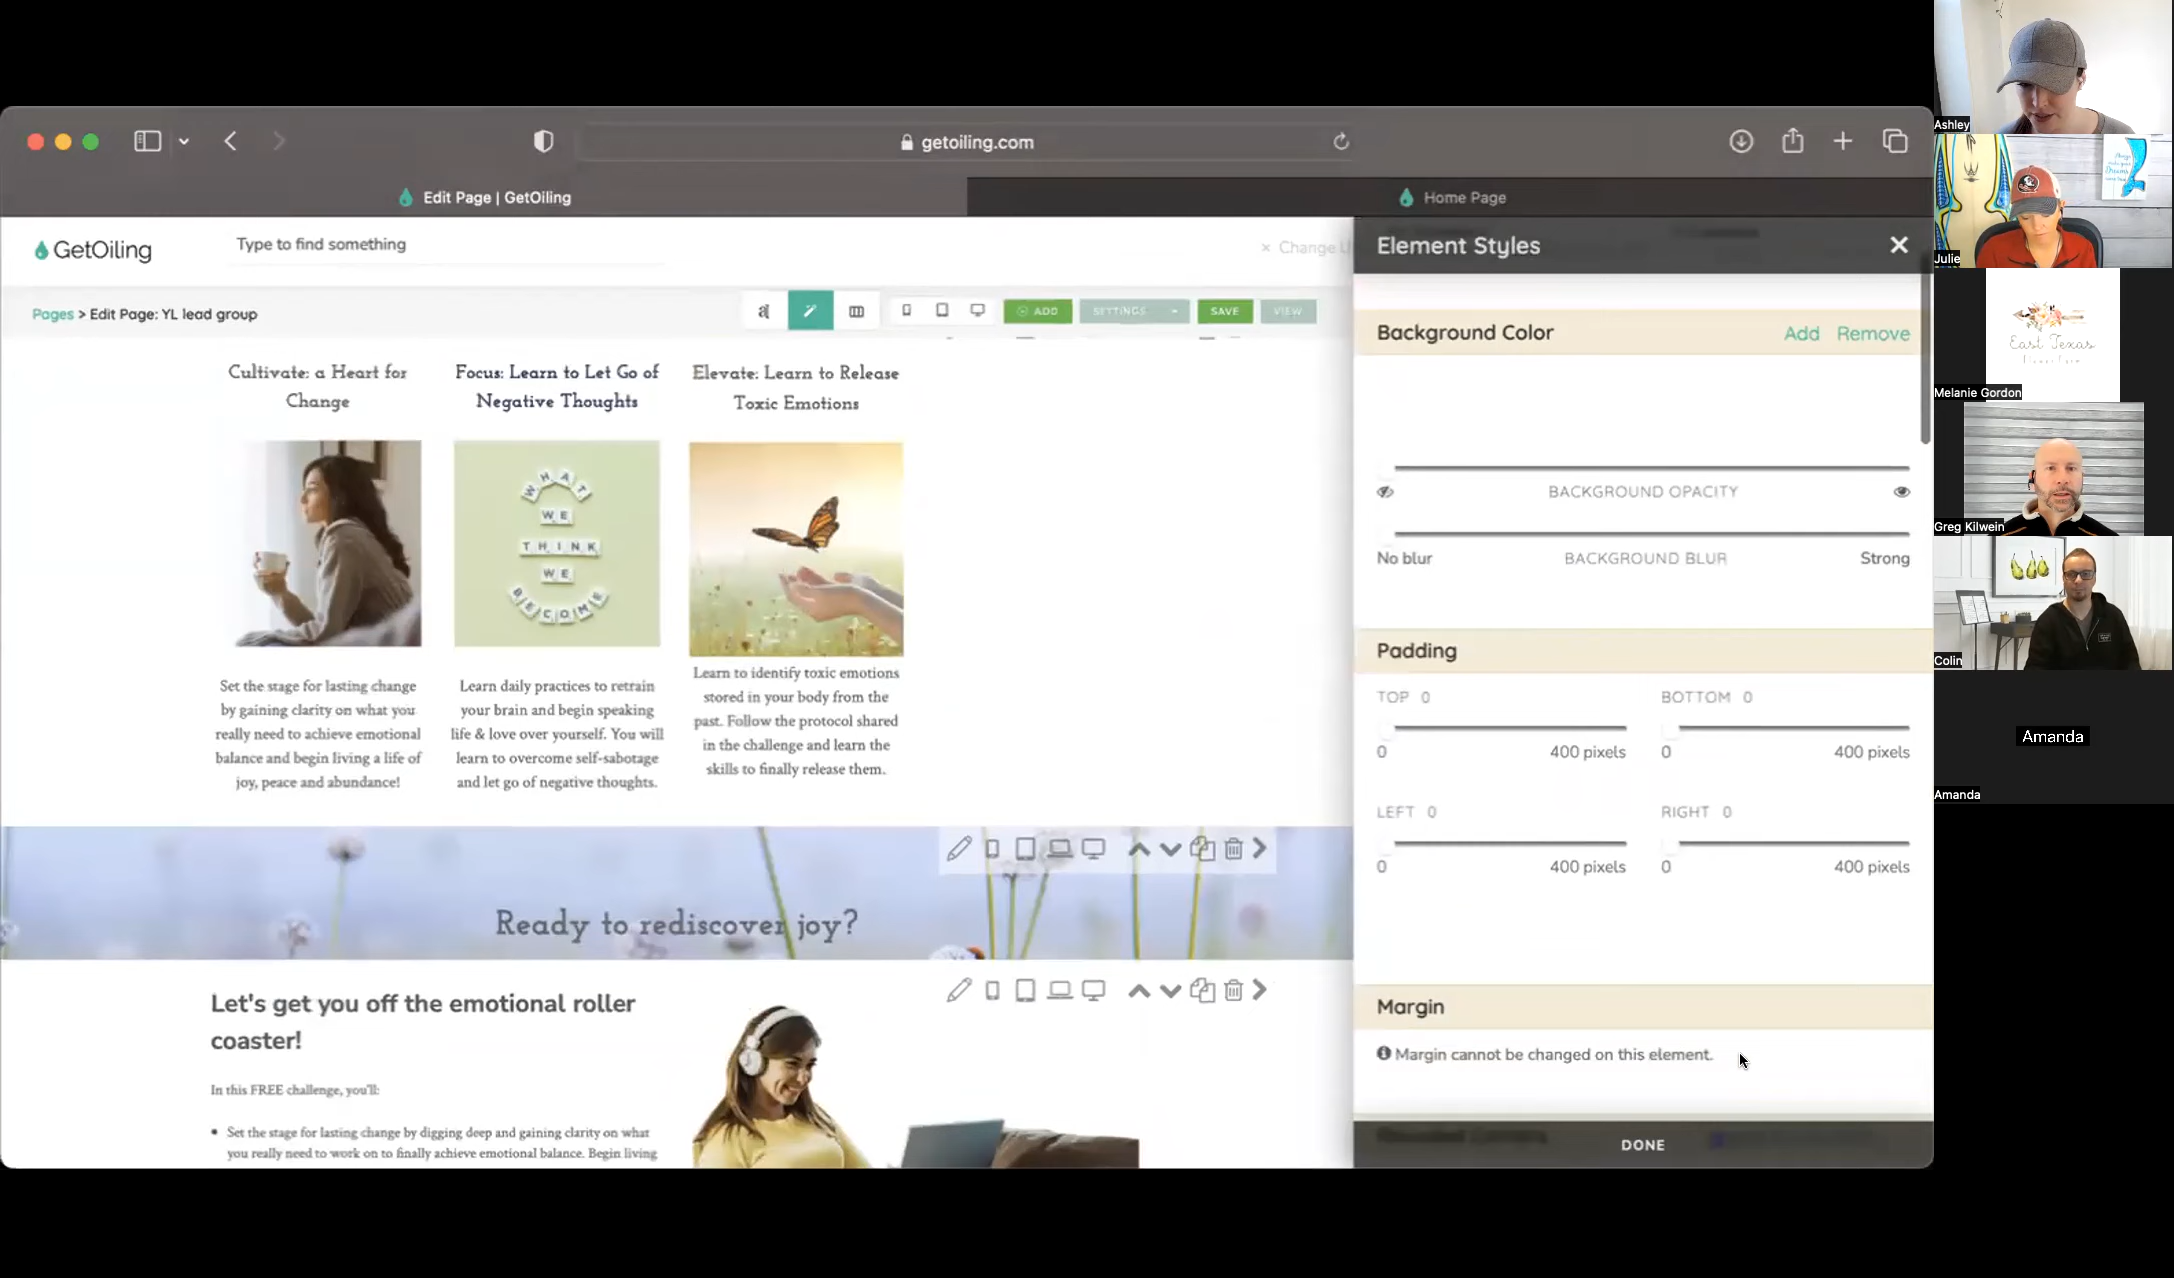 getoiling.com
Edit Page | GetOiling
Home Page
GetOiling
Type to find something
× Change
Pages > Edit Page: YL lead group
ADD
SETTINGS
SAVE
VIEW
Cultivate: a Heart for
Change
Focus: Learn to Let Go of
Negative Thoughts
Elevate: Learn to Release
Toxic Emotions
WHAT
WE
THINK
WE
BECOME
Set the stage for lasting change
by gaining clarity on what you
really need to achieve emotional
balance and begin living a life of
joy, peace and abundance!
Learn daily practices to retrain
your brain and begin speaking
life & love over yourself. You will
learn to overcome self-sabotage
and let go of negative thoughts.
Learn to identify toxic emotions
stored in your body from the
past. Follow the protocol shared
in the challenge and learn the
skills to finally release them.
Ready to rediscover joy?
Let's get you off the emotional roller
coaster!
In this FREE challenge, you'll:
• Set the stage for lasting change by digging deep and gaining clarity on what
you really need to work on to finally achieve emotional balance. Begin living
Element Styles
Background Color
Add Remove
BACKGROUND OPACITY
No blur BACKGROUND BLUR Strong
Padding
TOP 0
0 400 pixels
BOTTOM 0
0 400 pixels
LEFT 0
0 400 pixels
RIGHT 0
0 400 pixels
Margin
Margin cannot be changed on this element.
DONE
Ashley
Julie
East Texas
Melanie Gordon
Greg Kilwein
Colin
Amanda
Amanda